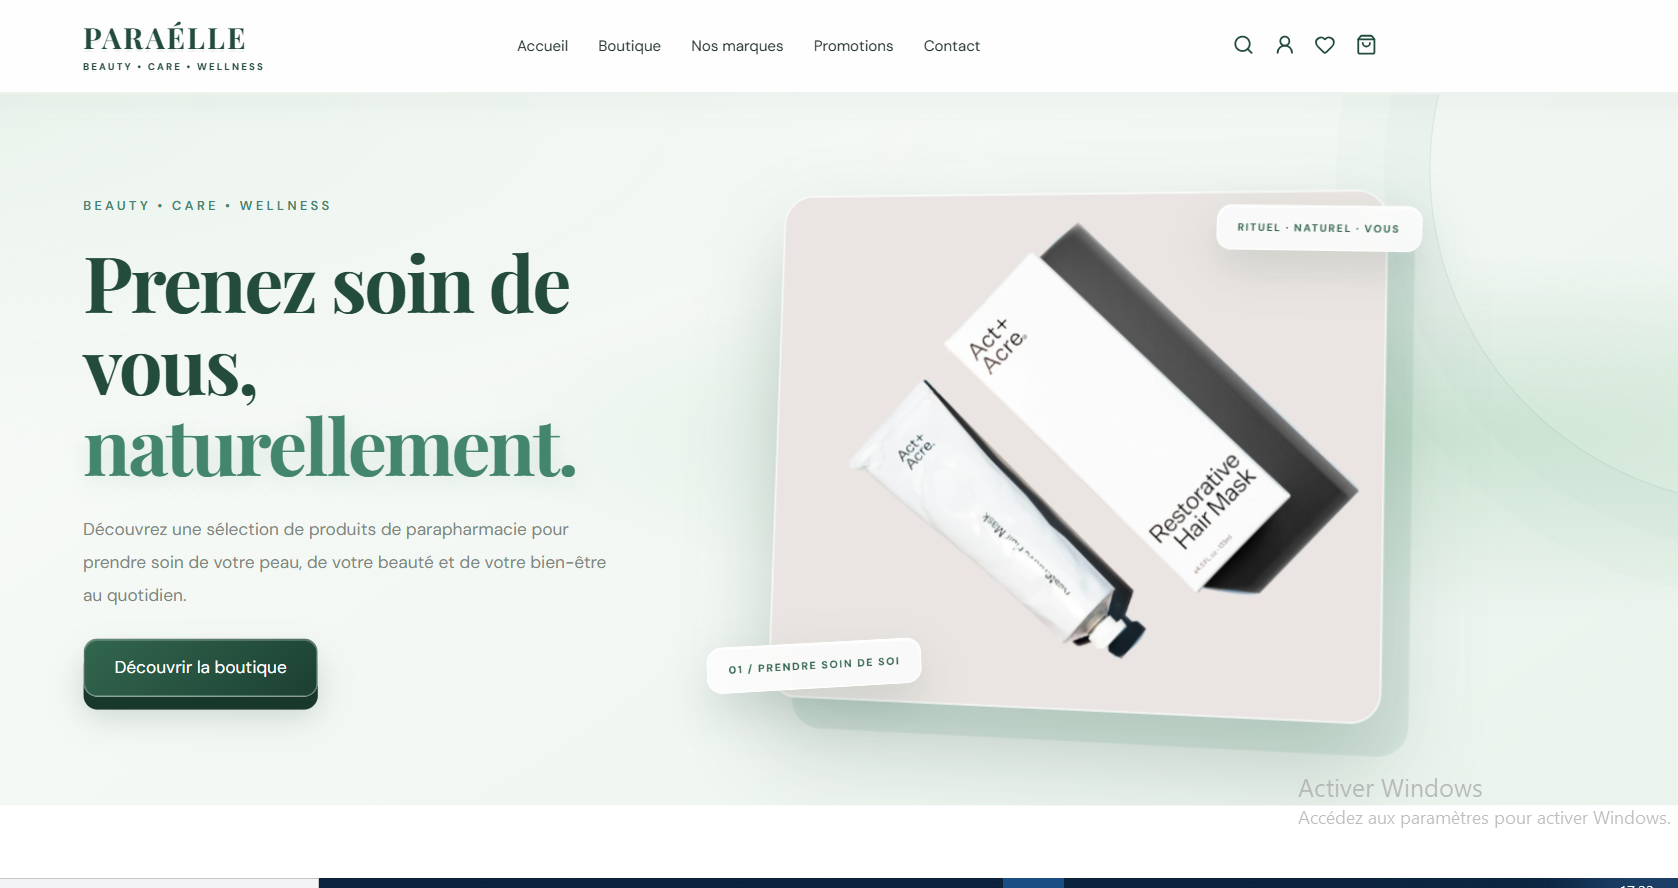 PARAÉLLE
BEAUTY • CARE • WELLNESS
Accueil Boutique Nos marques Promotions Contact
BEAUTY • CARE • WELLNESS
Prenez soin de
vous,
naturellement.
Découvrez une sélection de produits de parapharmacie pour
prendre soin de votre peau, de votre beauté et de votre bien-être
au quotidien.
Découvrir la boutique
RITUEL · NATUREL · VOUS
Act+
Acre.
Restorative
Hair Mask
Act+
Acre.
Hair Mask
01 / PRENDRE SOIN DE SOI
Activer Windows
Accédez aux paramètres pour activer Windows.